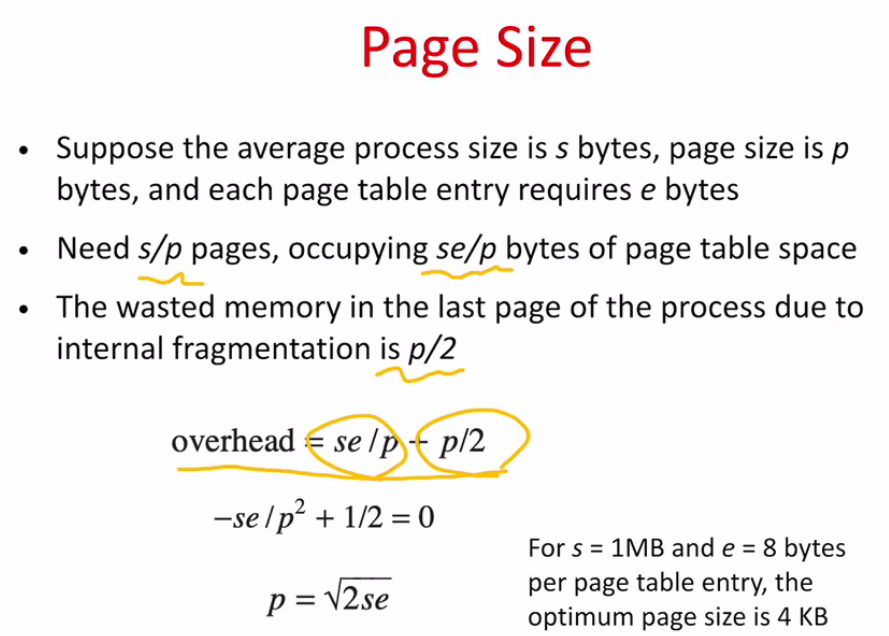 Page Size
• Suppose the average process size is s bytes, page size is p
bytes, and each page table entry requires e bytes
• Need s/p pages, occupying se/p bytes of page table space
• The wasted memory in the last page of the process due to
internal fragmentation is p/2
overhead = se/p + p/2
−se/p² + 1/2 = 0
p = √2se
For s = 1MB and e = 8 bytes
per page table entry, the
optimum page size is 4 KB